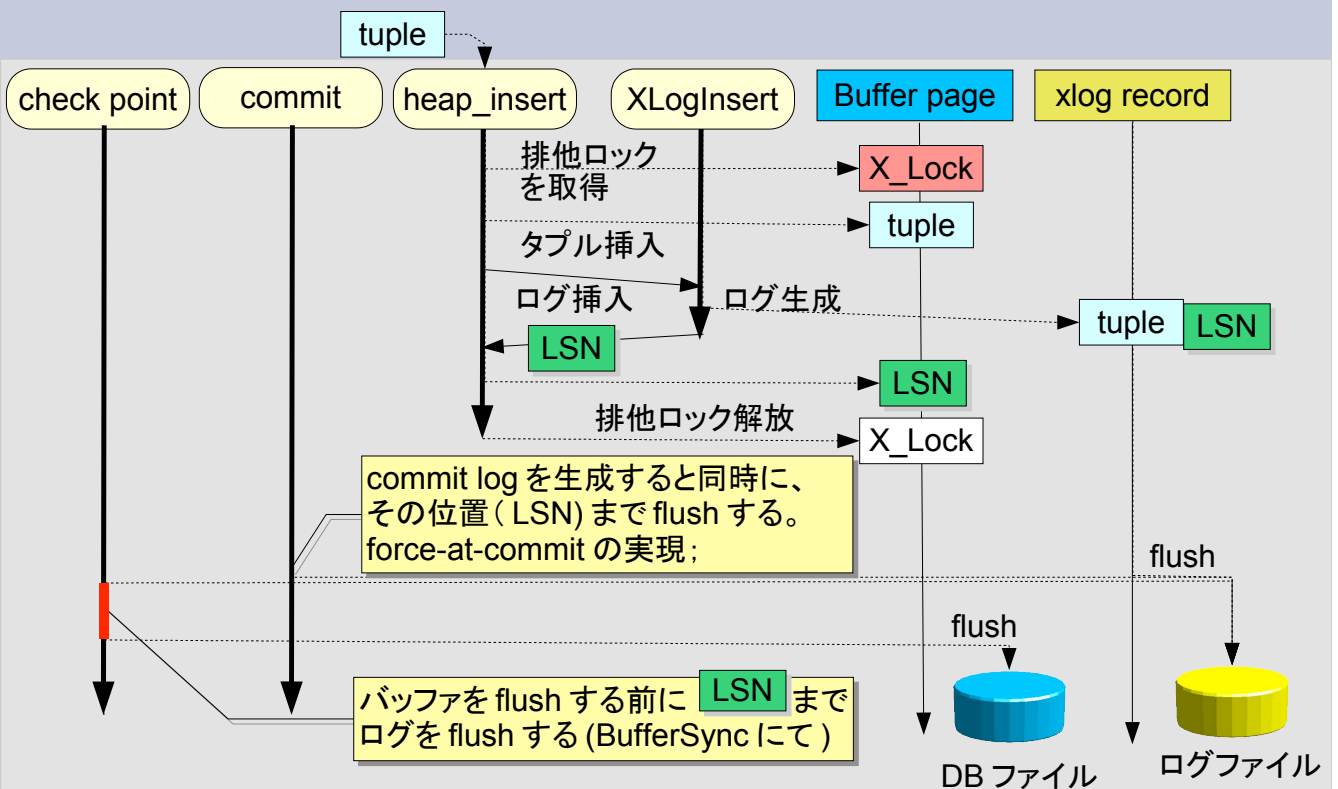 tuple
check point
commit
heap_insert
XLogInsert
Buffer page
xlog record
排他ロック
を取得
X_Lock
tuple
タプル挿入
ログ挿入
ログ生成
tuple
LSN
LSN
LSN
排他ロック解放
X_Lock
commit log を生成すると同時に、
その位置( LSN) まで flush する。
force-at-commit の実現;
flush
flush
バッファを flush する前に LSN まで
ログを flush する (BufferSync にて )
DB ファイル
ログファイル